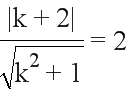 |k + 2| / √(k² + 1) = 2